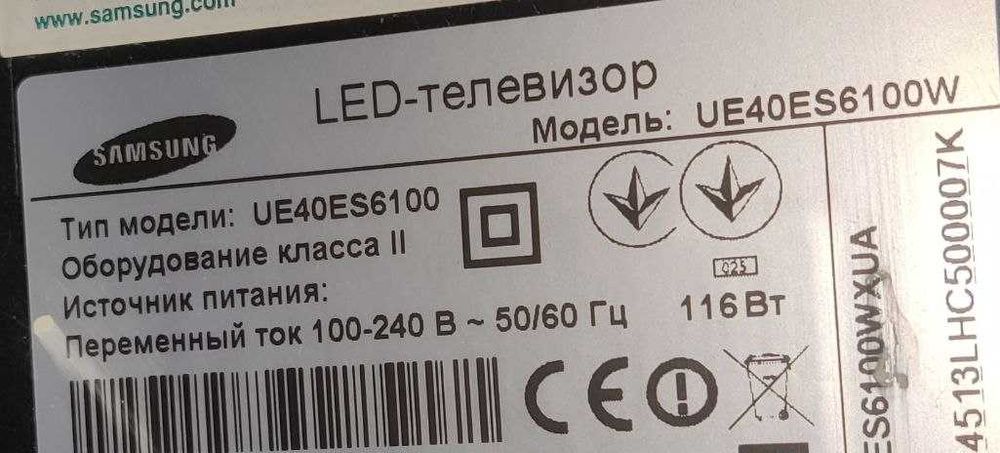 www.samsung.com
LED-телевизор
SAMSUNG
Модель: UE40ES6100W
Тип модели: UE40ES6100
Оборудование класса II
Источник питания:
Переменный ток 100-240 В ~ 50/60 Гц 116 Вт
025
CE
ES6100WXUA
4513LHC500007K